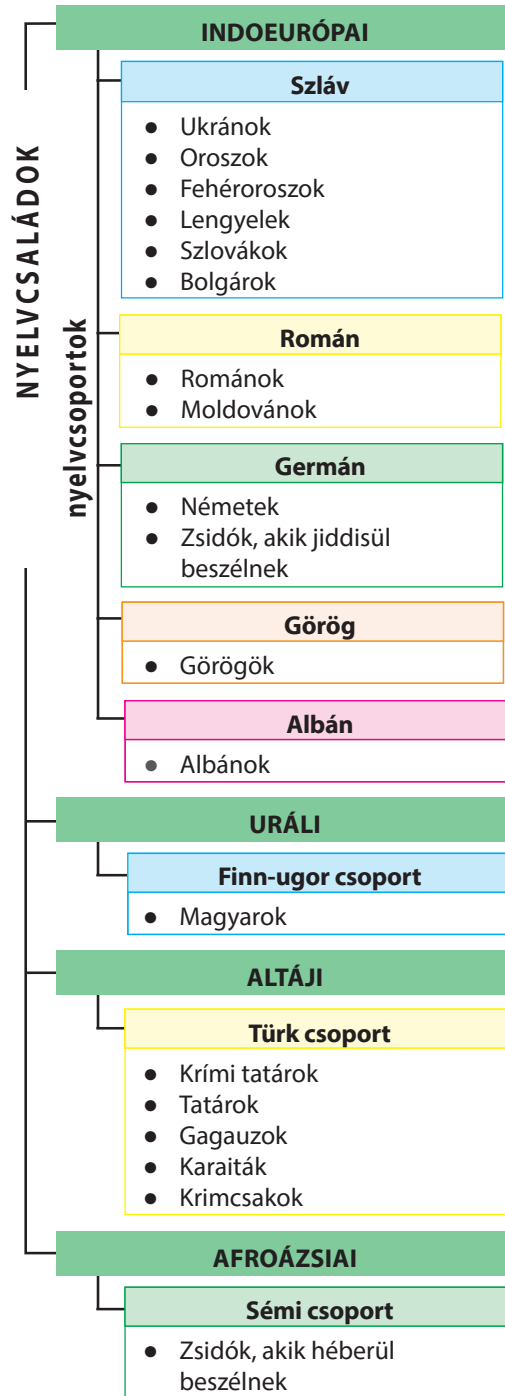 NYELVCSALÁDOK
nyelvcsoportok
INDOEURÓPAI
Szláv
● Ukránok
● Oroszok
● Fehéroroszok
● Lengyelek
● Szlovákok
● Bolgárok
Román
● Románok
● Moldovánok
Germán
● Németek
● Zsidók, akik jiddisül
beszélnek
Görög
● Görögök
Albán
● Albánok
URÁLI
Finn-ugor csoport
● Magyarok
ALTÁJI
Türk csoport
● Krími tatárok
● Tatárok
● Gagauzok
● Karaiták
● Krimcsakok
AFROÁZSIAI
Sémi csoport
● Zsidók, akik héberül
beszélnek